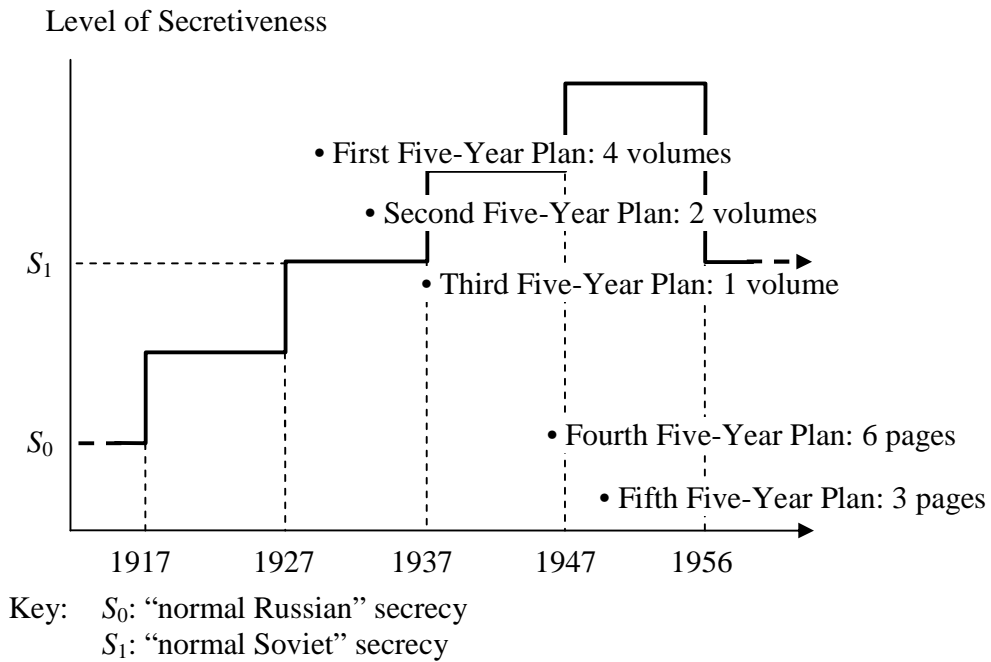 Level of Secretiveness
• First Five-Year Plan: 4 volumes
• Second Five-Year Plan: 2 volumes
S1
• Third Five-Year Plan: 1 volume
S0
• Fourth Five-Year Plan: 6 pages
• Fifth Five-Year Plan: 3 pages
1917 1927 1937 1947 1956
Key: S0: “normal Russian” secrecy
S1: “normal Soviet” secrecy